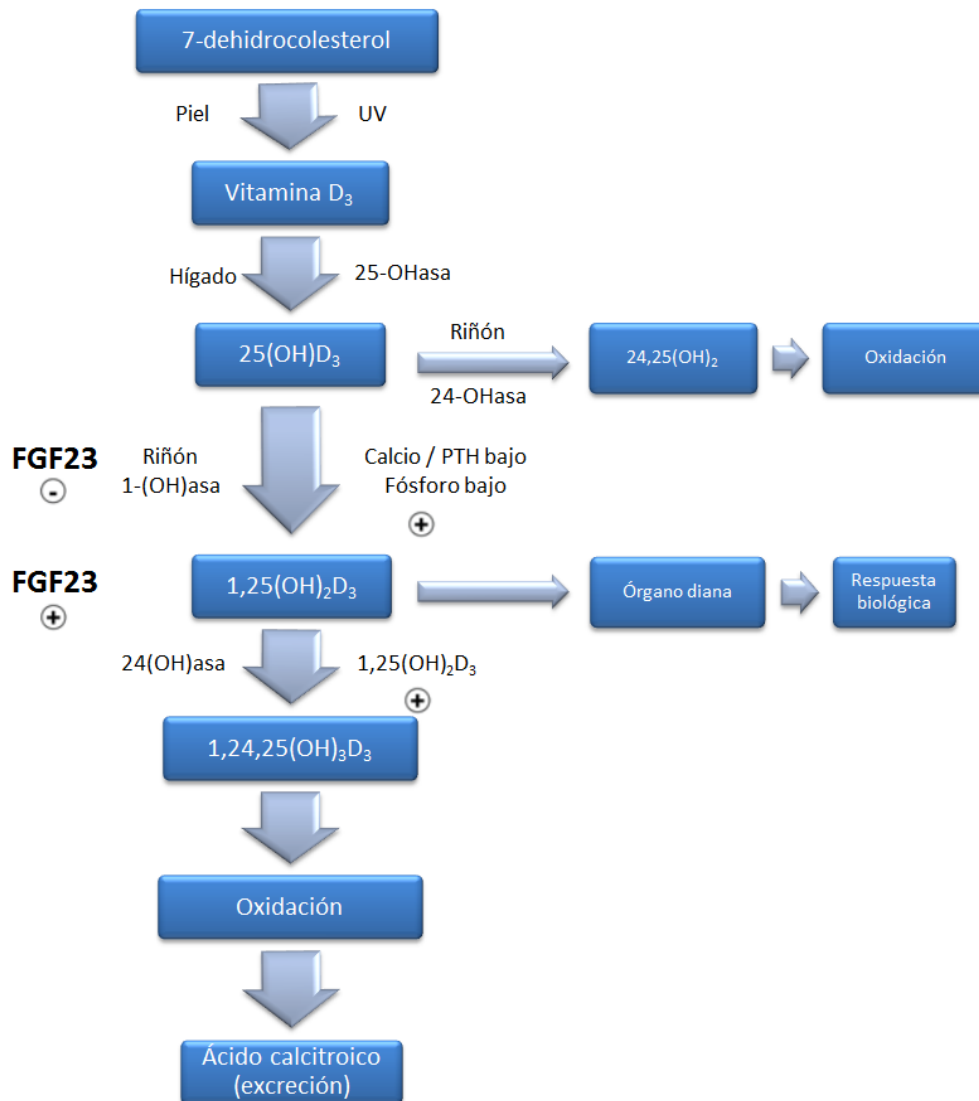 7-dehidrocolesterol
Piel
UV
Vitamina D₃
Hígado
25-OHasa
25(OH)D₃
Riñón
24-OHasa
24,25(OH)₂
Oxidación
FGF23
-
Riñón
1-(OH)asa
Calcio / PTH bajo
Fósforo bajo
+
FGF23
+
1,25(OH)₂D₃
Órgano diana
Respuesta
biológica
24(OH)asa
1,25(OH)₂D₃
+
1,24,25(OH)₃D₃
Oxidación
Ácido calcitroico
(excreción)